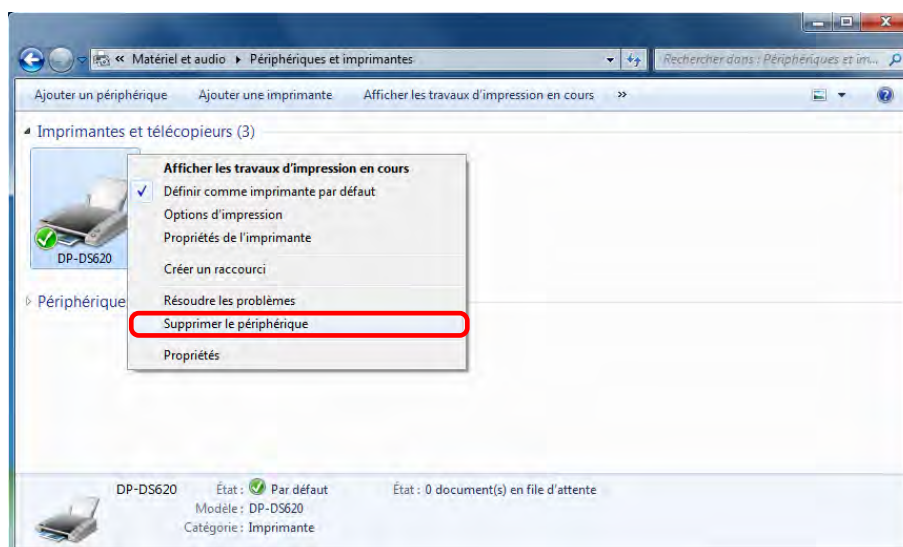 « Matériel et audio ▸ Périphériques et imprimantes
Rechercher dans : Périphériques et im...
Ajouter un périphérique Ajouter une imprimante Afficher les travaux d'impression en cours »
Imprimantes et télécopieurs (3)
DP-DS620
Afficher les travaux d'impression en cours
Définir comme imprimante par défaut
Options d'impression
Propriétés de l'imprimante
Créer un raccourci
Résoudre les problèmes
Supprimer le périphérique
Propriétés
Périphérique
DP-DS620 État : Par défaut État : 0 document(s) en file d'attente
Modèle : DP-DS620
Catégorie : Imprimante